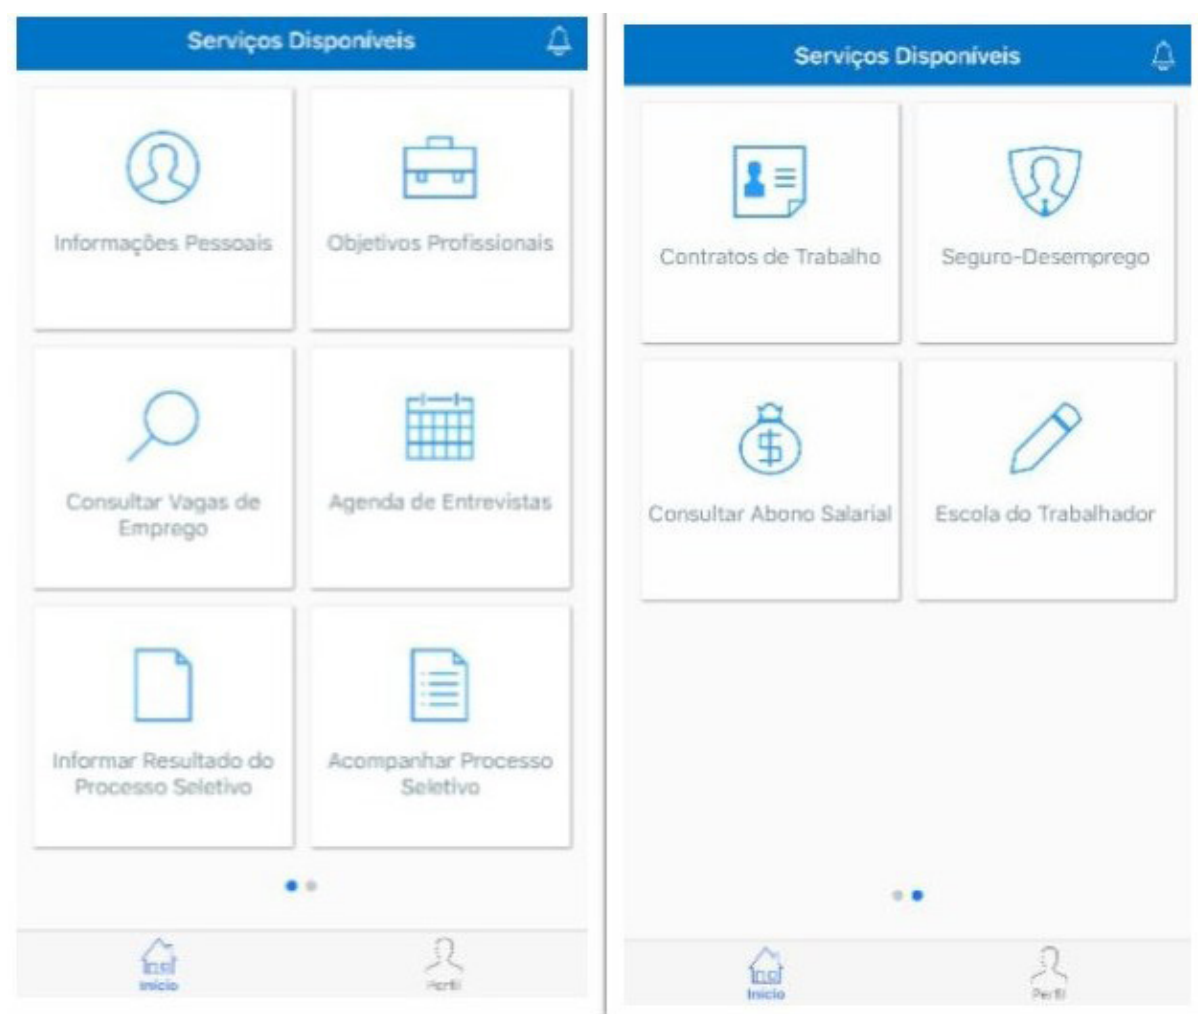 Serviços Disponíveis
Informações Pessoais
Objetivos Profissionais
Consultar Vagas de
Emprego
Agenda de Entrevistas
Informar Resultado do
Processo Seletivo
Acompanhar Processo
Seletivo
Início
Perfil
Serviços Disponíveis
Contratos de Trabalho
Seguro-Desemprego
$
Consultar Abono Salarial
Escola do Trabalhador
Início
Perfil